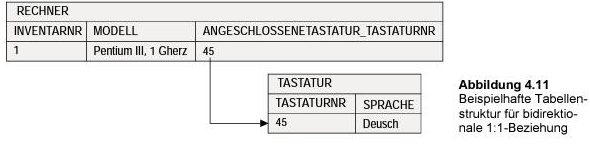 RECHNER
INVENTARNR MODELL ANGESCHLOSSENETASTATUR_TASTATURNR
1 Pentium III, 1 Gherz 45
TASTATUR
TASTATURNR SPRACHE
45 Deusch
Abbildung 4.11
Beispielhafte Tabellen-
struktur für bidirektio-
nale 1:1-Beziehung